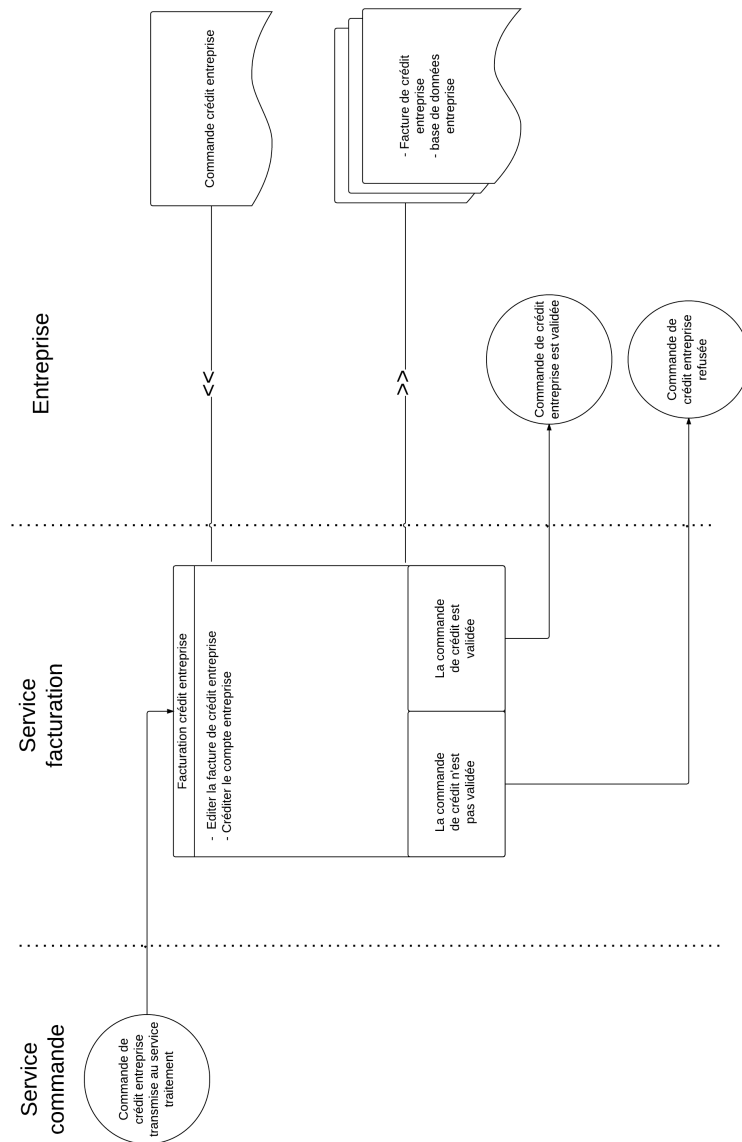 Service
commande
Service
facturation
Entreprise
Commande de
crédit entreprise
transmise au service
traitement
Facturation crédit entreprise
- Editer la facture de crédit entreprise
- Créditer le compte entreprise
La commande
de crédit n'est
pas validée
La commande
de crédit est
validée
<<
>>
Commande crédit entreprise
- Facture de crédit
entreprise
- base de données
entreprise
Commande de crédit
entreprise est validée
Commande de
crédit entreprise
refusée